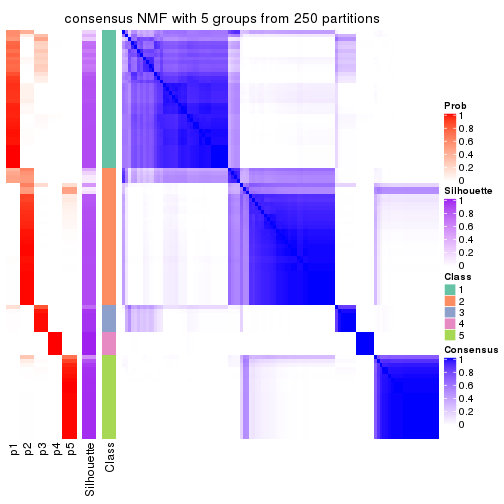 consensus NMF with 5 groups from 250 partitions
Prob
1
0.8
0.6
0.4
0.2
0
Silhouette
1
0.8
0.6
0.4
0.2
0
Class
1
2
3
4
5
Consensus
1
0.8
0.6
0.4
0.2
0
p1
p2
p3
p4
p5
Silhouette
Class